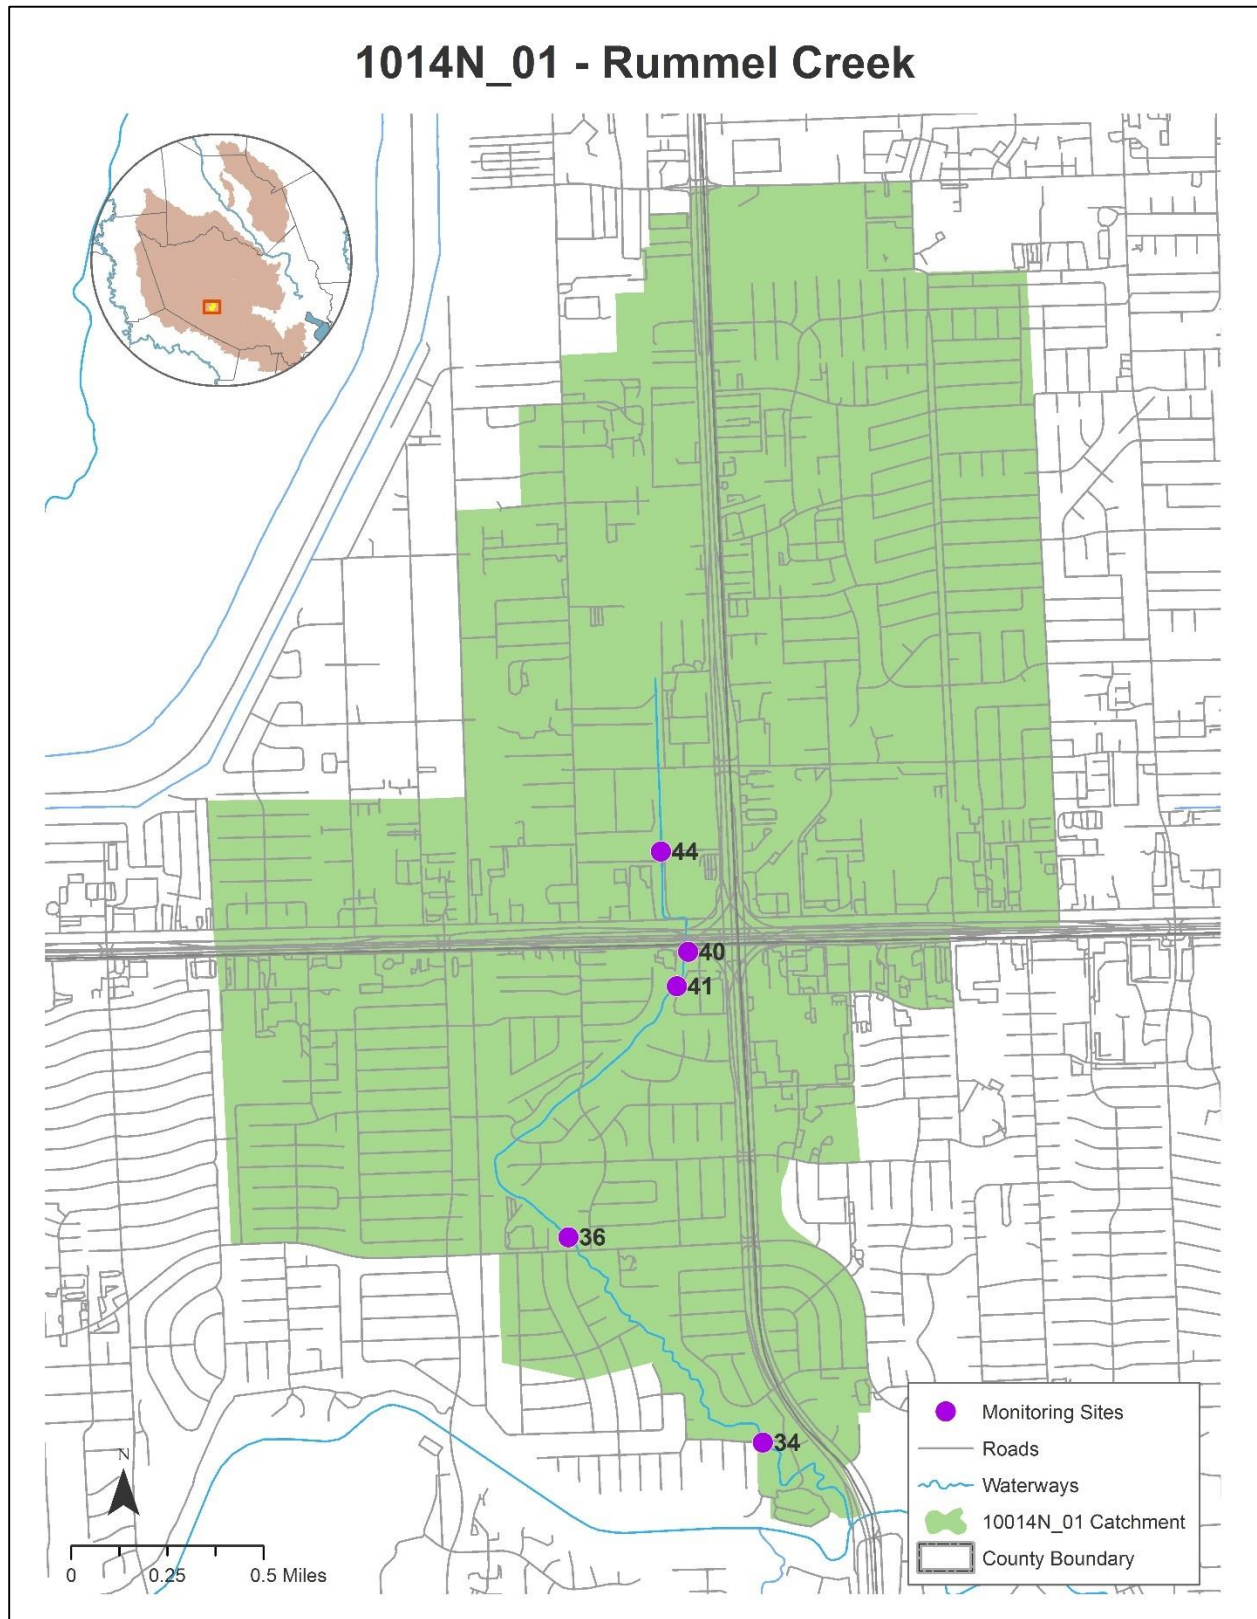 1014N_01 - Rummel Creek
44
40
41
36
34
N
0 0.25 0.5 Miles
Monitoring Sites
Roads
Waterways
10014N_01 Catchment
County Boundary